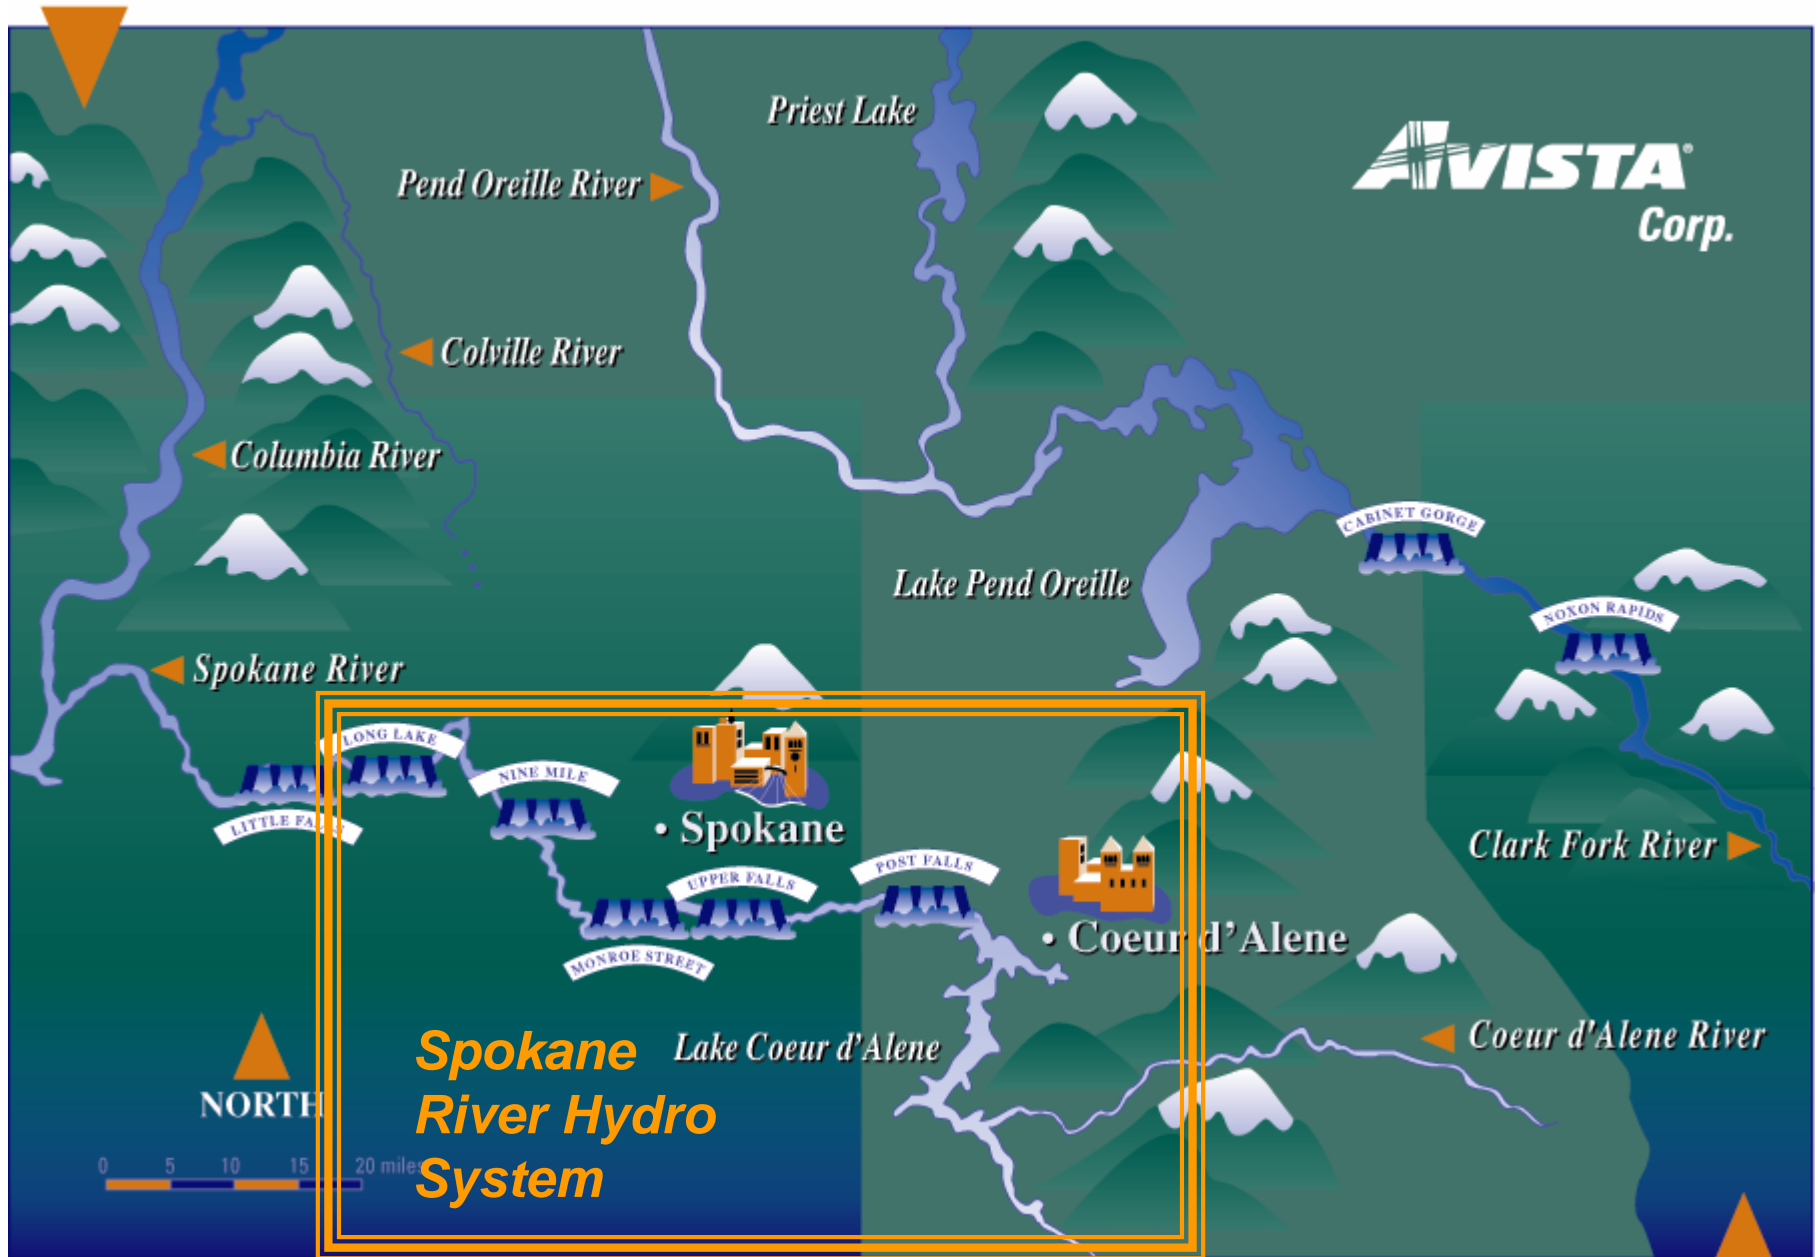 Priest Lake
AVISTA®
Corp.
Pend Oreille River
Colville River
Columbia River
CABINET GORGE
Lake Pend Oreille
NOXON RAPIDS
Spokane River
LONG LAKE
NINE MILE
LITTLE FALLS
• Spokane
Clark Fork River
POST FALLS
UPPER FALLS
• Coeur d'Alene
MONROE STREET
Coeur d'Alene River
Lake Coeur d'Alene
Spokane
River Hydro
System
NORTH
0 5 10 15 20 miles